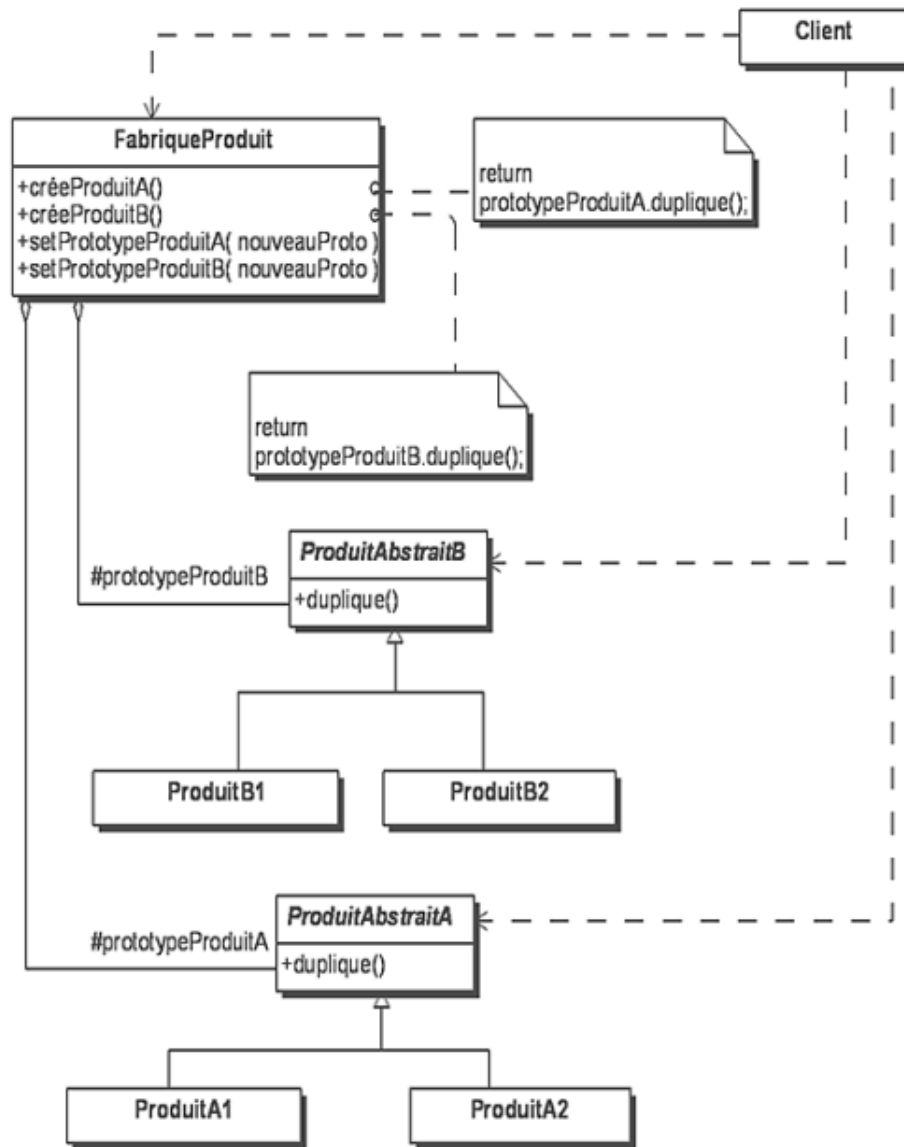 Client
FabriqueProduit
+créeProduitA()
+créeProduitB()
+setPrototypeProduitA( nouveauProto )
+setPrototypeProduitB( nouveauProto )
return
prototypeProduitA.duplique();
return
prototypeProduitB.duplique();
ProduitAbstraitB
+duplique()
#prototypeProduitB
ProduitB1
ProduitB2
ProduitAbstraitA
+duplique()
#prototypeProduitA
ProduitA1
ProduitA2